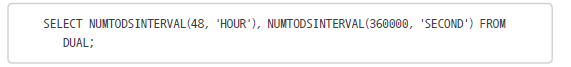 SELECT NUMTODSINTERVAL(48, 'HOUR'), NUMTODSINTERVAL(360000, 'SECOND') FROM
DUAL;